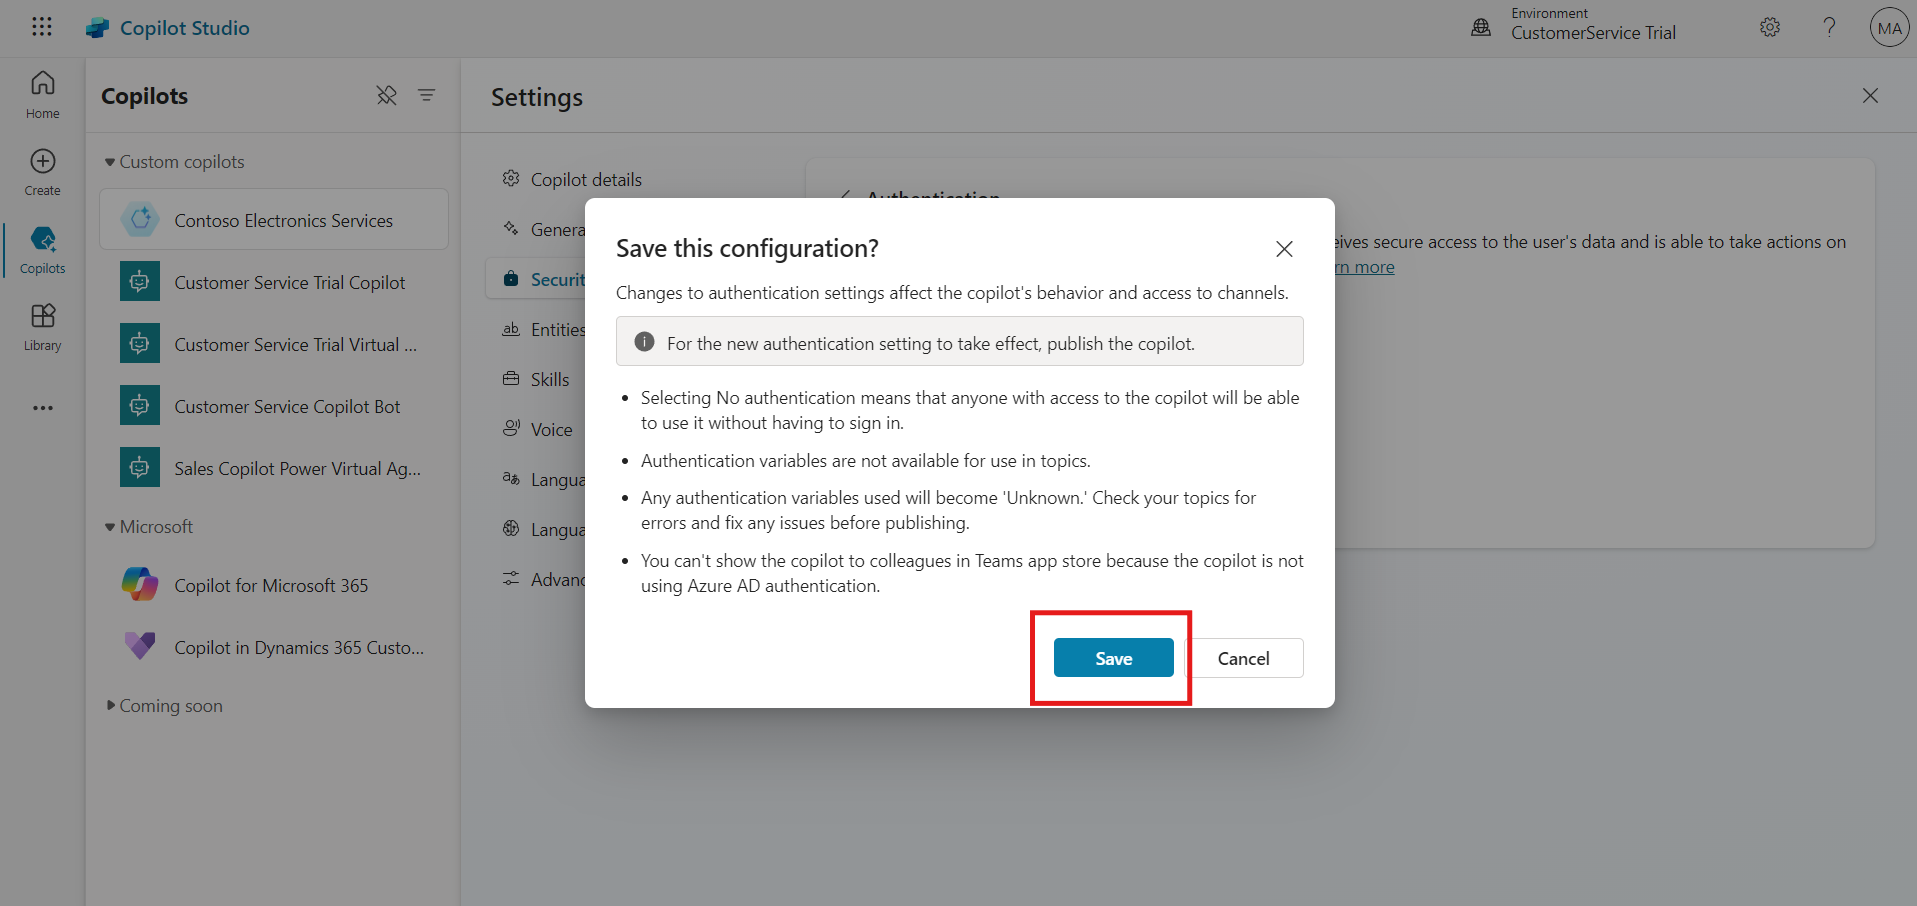 Copilot Studio
Environment
CustomerService Trial
?
MA
Home
Create
Copilots
Library
Copilots
Custom copilots
Contoso Electronics Services
Customer Service Trial Copilot
Customer Service Trial Virtual ...
Customer Service Copilot Bot
Sales Copilot Power Virtual Ag...
Microsoft
Copilot for Microsoft 365
Copilot in Dynamics 365 Custo...
Coming soon
Settings
Copilot details
Genera
Securit
Entities
Skills
Voice
Langua
Langua
Advanc
Authentication
eives secure access to the user's data and is able to take actions on
rn more
Save this configuration?
Changes to authentication settings affect the copilot's behavior and access to channels.
For the new authentication setting to take effect, publish the copilot.
• Selecting No authentication means that anyone with access to the copilot will be able
to use it without having to sign in.
• Authentication variables are not available for use in topics.
• Any authentication variables used will become 'Unknown.' Check your topics for
errors and fix any issues before publishing.
• You can't show the copilot to colleagues in Teams app store because the copilot is not
using Azure AD authentication.
Save
Cancel